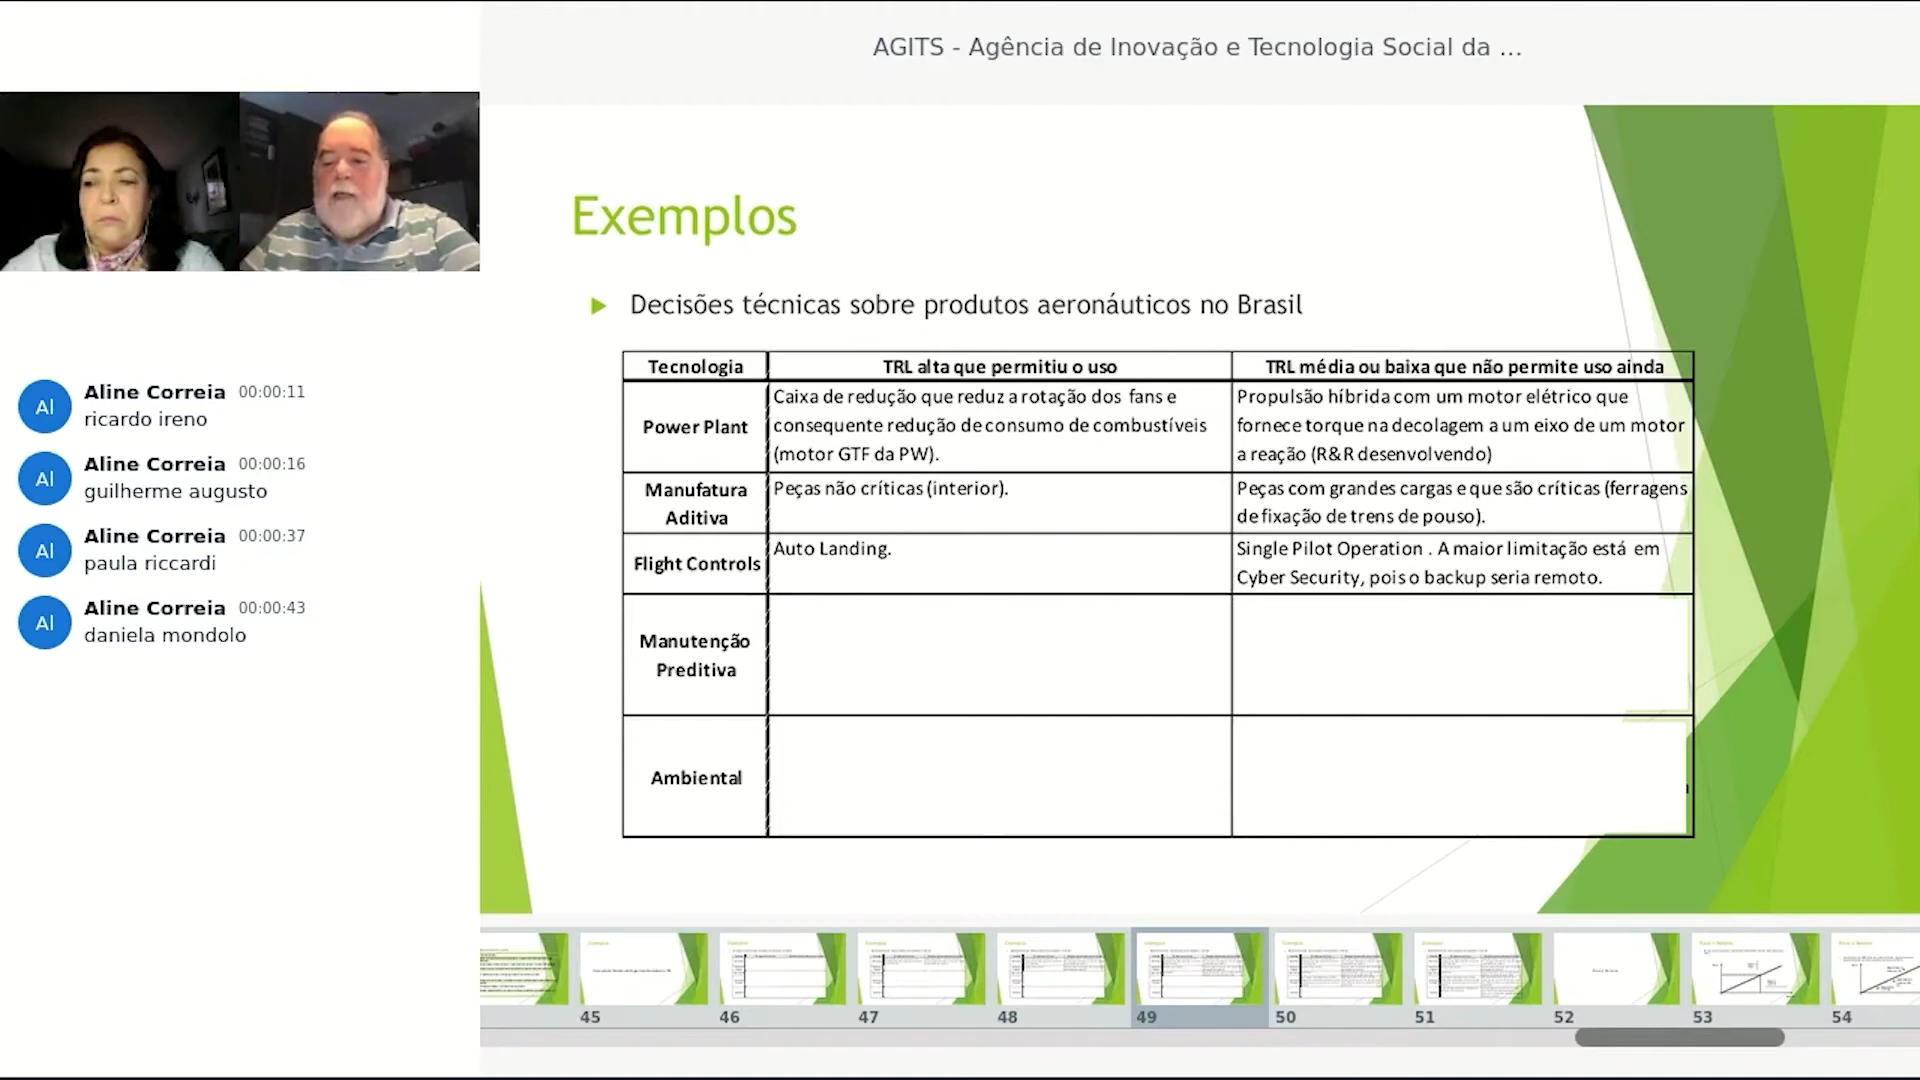 AGITS - Agência de Inovação e Tecnologia Social da ...
Al
Aline Correia 00:00:11
ricardo ireno
Al
Aline Correia 00:00:16
guilherme augusto
Al
Aline Correia 00:00:37
paula riccardi
Al
Aline Correia 00:00:43
daniela mondolo
Exemplos
Decisões técnicas sobre produtos aeronáuticos no Brasil
Tecnologia
TRL alta que permitiu o uso
TRL média ou baixa que não permite uso ainda
Power Plant
Caixa de redução que reduz a rotação dos fans e
consequente redução de consumo de combustíveis
(motor GTF da PW).
Propulsão híbrida com um motor elétrico que
fornece torque na decolagem a um eixo de um motor
a reação (R&R desenvolvendo)
Manufatura
Aditiva
Peças não críticas (interior).
Peças com grandes cargas e que são críticas (ferragens
de fixação de trens de pouso).
Flight Controls
Auto Landing.
Single Pilot Operation . A maior limitação está em
Cyber Security, pois o backup seria remoto.
Manutenção
Preditiva
Ambiental
45
46
47
48
49
50
51
52
53
54